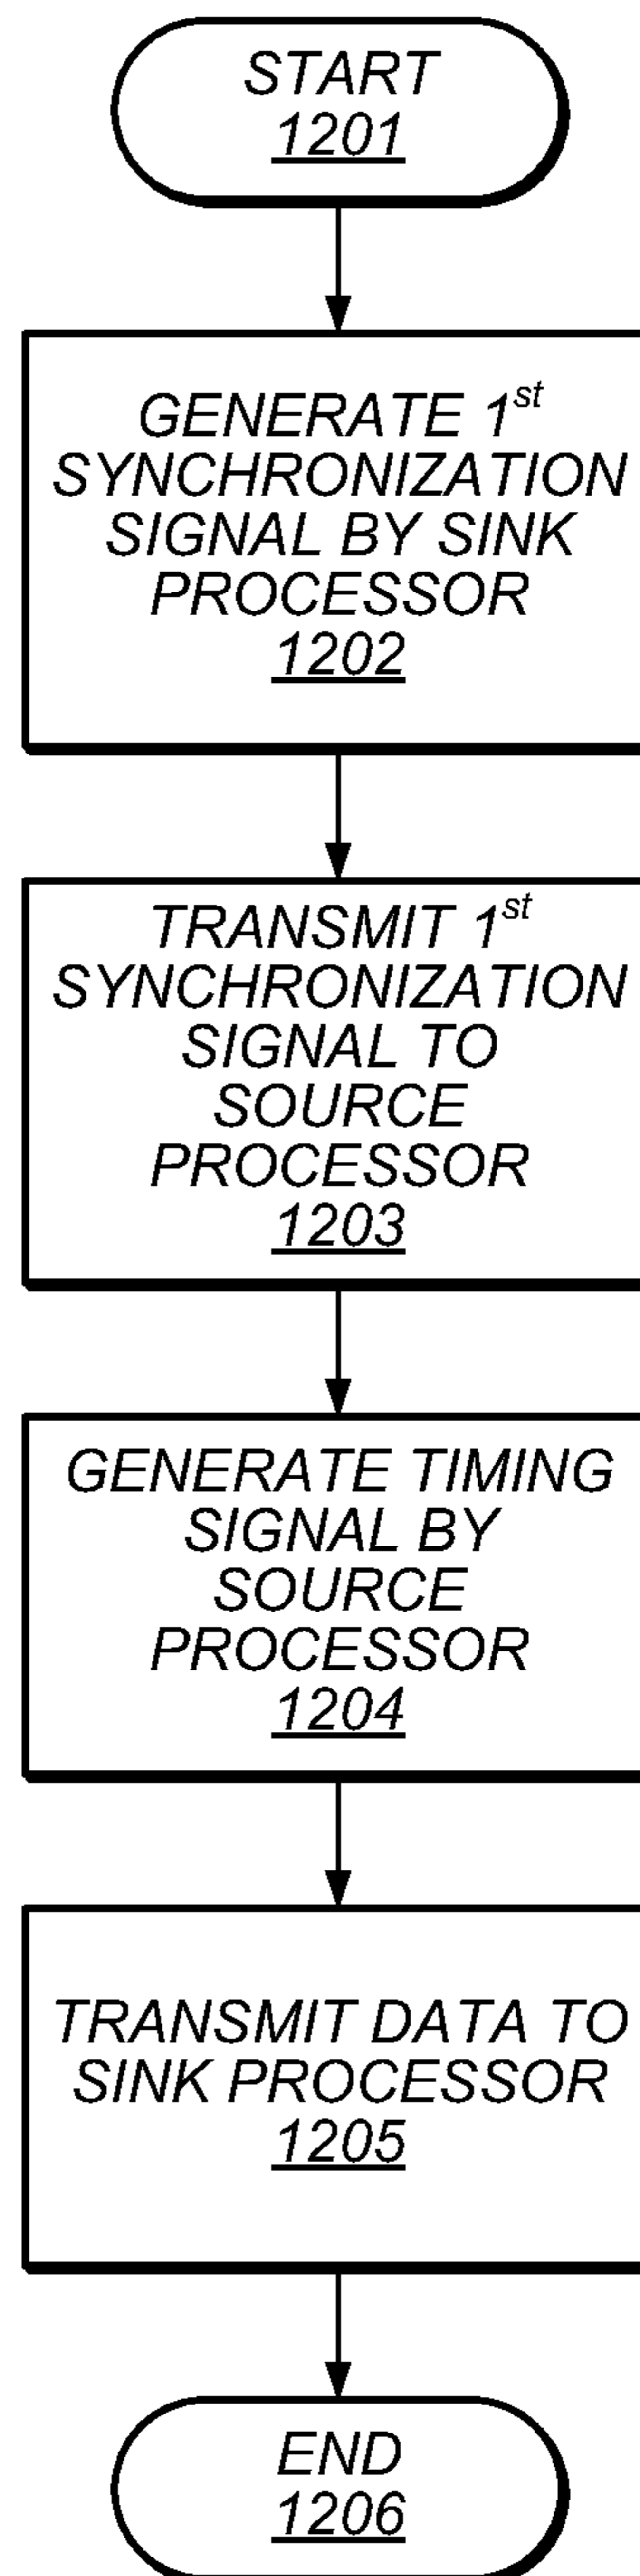 START
1201
GENERATE 1st
SYNCHRONIZATION
SIGNAL BY SINK
PROCESSOR
1202
TRANSMIT 1st
SYNCHRONIZATION
SIGNAL TO
SOURCE
PROCESSOR
1203
GENERATE TIMING
SIGNAL BY
SOURCE
PROCESSOR
1204
TRANSMIT DATA TO
SINK PROCESSOR
1205
END
1206